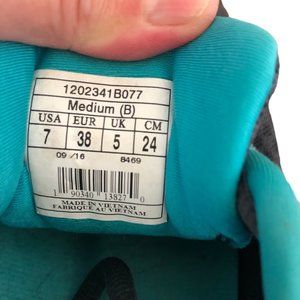 1202341B077
Medium (B)
USA EUR UK CM
7 38 5 24
09/16 8469
1 90340 13827 0
MADE IN VIETNAM
FABRIQUÉ AU VIETNAM